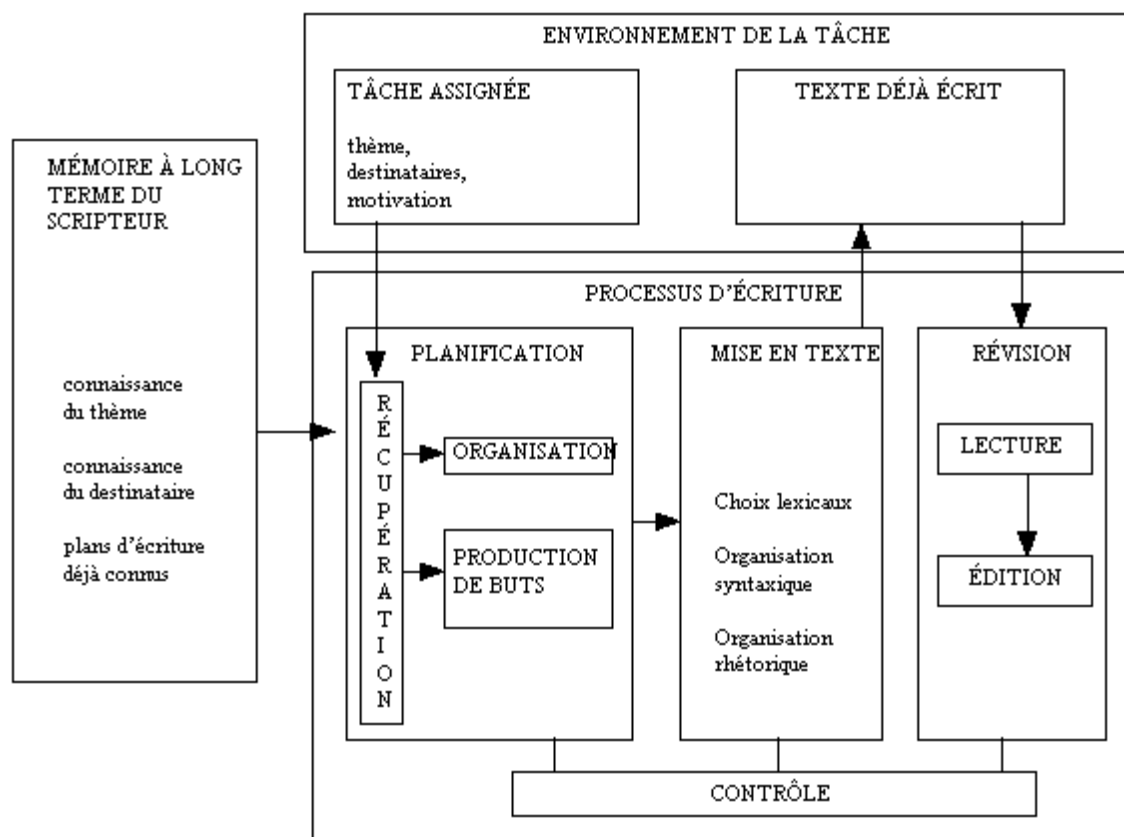 ENVIRONNEMENT DE LA TÂCHE
TÂCHE ASSIGNÉE
thème,
destinataires,
motivation
TEXTE DÉJÀ ÉCRIT
MÉMOIRE À LONG
TERME DU
SCRIPTEUR
connaissance
du thème
connaissance
du destinataire
plans d'écriture
déjà connus
PROCESSUS D'ÉCRITURE
PLANIFICATION
RÉCUPÉRATION
ORGANISATION
PRODUCTION
DE BUTS
MISE EN TEXTE
Choix lexicaux
Organisation
syntaxique
Organisation
rhétorique
RÉVISION
LECTURE
ÉDITION
CONTRÔLE